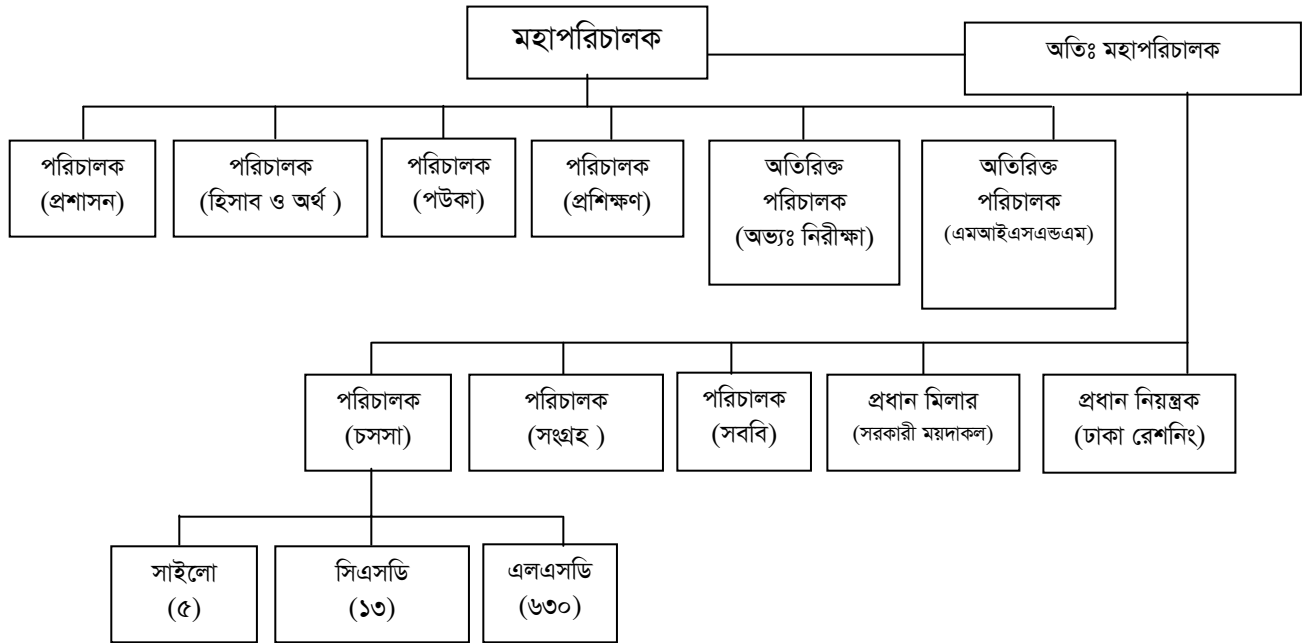 মহাপরিচালক
অতিঃ মহাপরিচালক
পরিচালক
(প্রশাসন)
পরিচালক
(হিসাব ও অর্থ )
পরিচালক
(পউকা)
পরিচালক
(প্রশিক্ষণ)
অতিরিক্ত
পরিচালক
(অভ্যঃ নিরীক্ষা)
অতিরিক্ত
পরিচালক
(এমআইএসএন্ডএম)
পরিচালক
(চসসা)
পরিচালক
(সংগ্রহ )
পরিচালক
(সববি)
প্রধান মিলার
(সরকারী ময়দাকল)
প্রধান নিয়ন্ত্রক
(ঢাকা রেশনিং)
সাইলো
(৫)
সিএসডি
(১৩)
এলএসডি
(৬৩০)